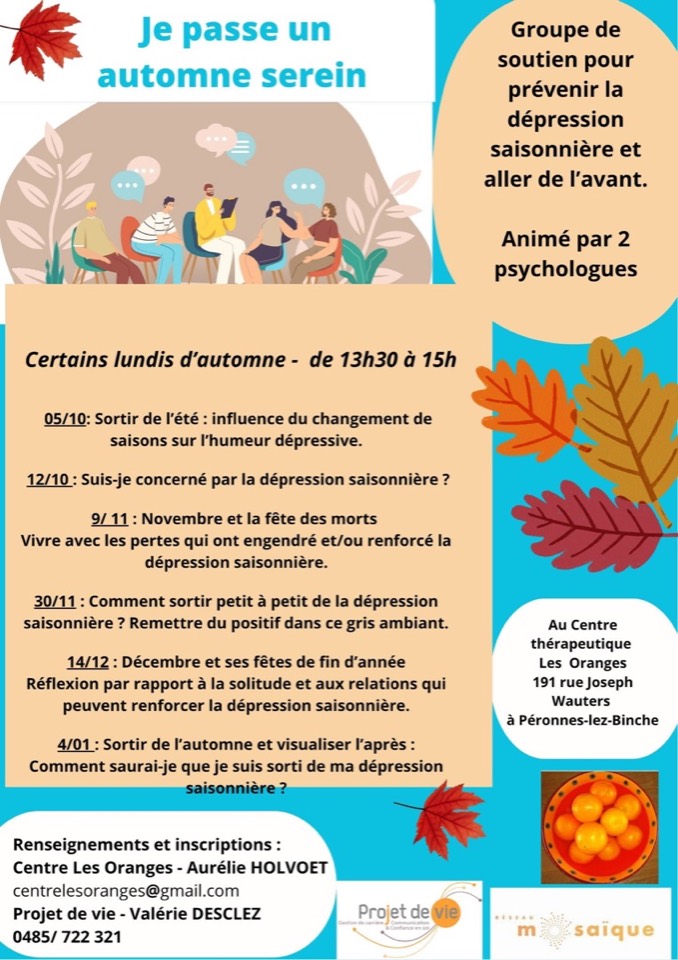 Je passe un
automne serein
Groupe de
soutien pour
prévenir la
dépression
saisonnière et
aller de l'avant.
Animé par 2
psychologues
Certains lundis d'automne - de 13h30 à 15h
05/10: Sortir de l'été : influence du changement de
saisons sur l'humeur dépressive.
12/10 : Suis-je concerné par la dépression saisonnière ?
9/ 11 : Novembre et la fête des morts
Vivre avec les pertes qui ont engendré et/ou renforcé la
dépression saisonnière.
30/11 : Comment sortir petit à petit de la dépression
saisonnière ? Remettre du positif dans ce gris ambiant.
14/12 : Décembre et ses fêtes de fin d'année
Réflexion par rapport à la solitude et aux relations qui
peuvent renforcer la dépression saisonnière.
4/01 : Sortir de l'automne et visualiser l'après :
Comment saurai-je que je suis sorti de ma dépression
saisonnière ?
Au Centre
thérapeutique
Les Oranges
191 rue Joseph
Wauters
à Péronnes-lez-Binche
Renseignements et inscriptions :
Centre Les Oranges - Aurélie HOLVOET
centrelesoranges@gmail.com
Projet de vie - Valérie DESCLEZ
0485/ 722 321
Projet de vie
Gestion de carrière, Communication
& Confiance en soi
RÉSEAU
mosaïque